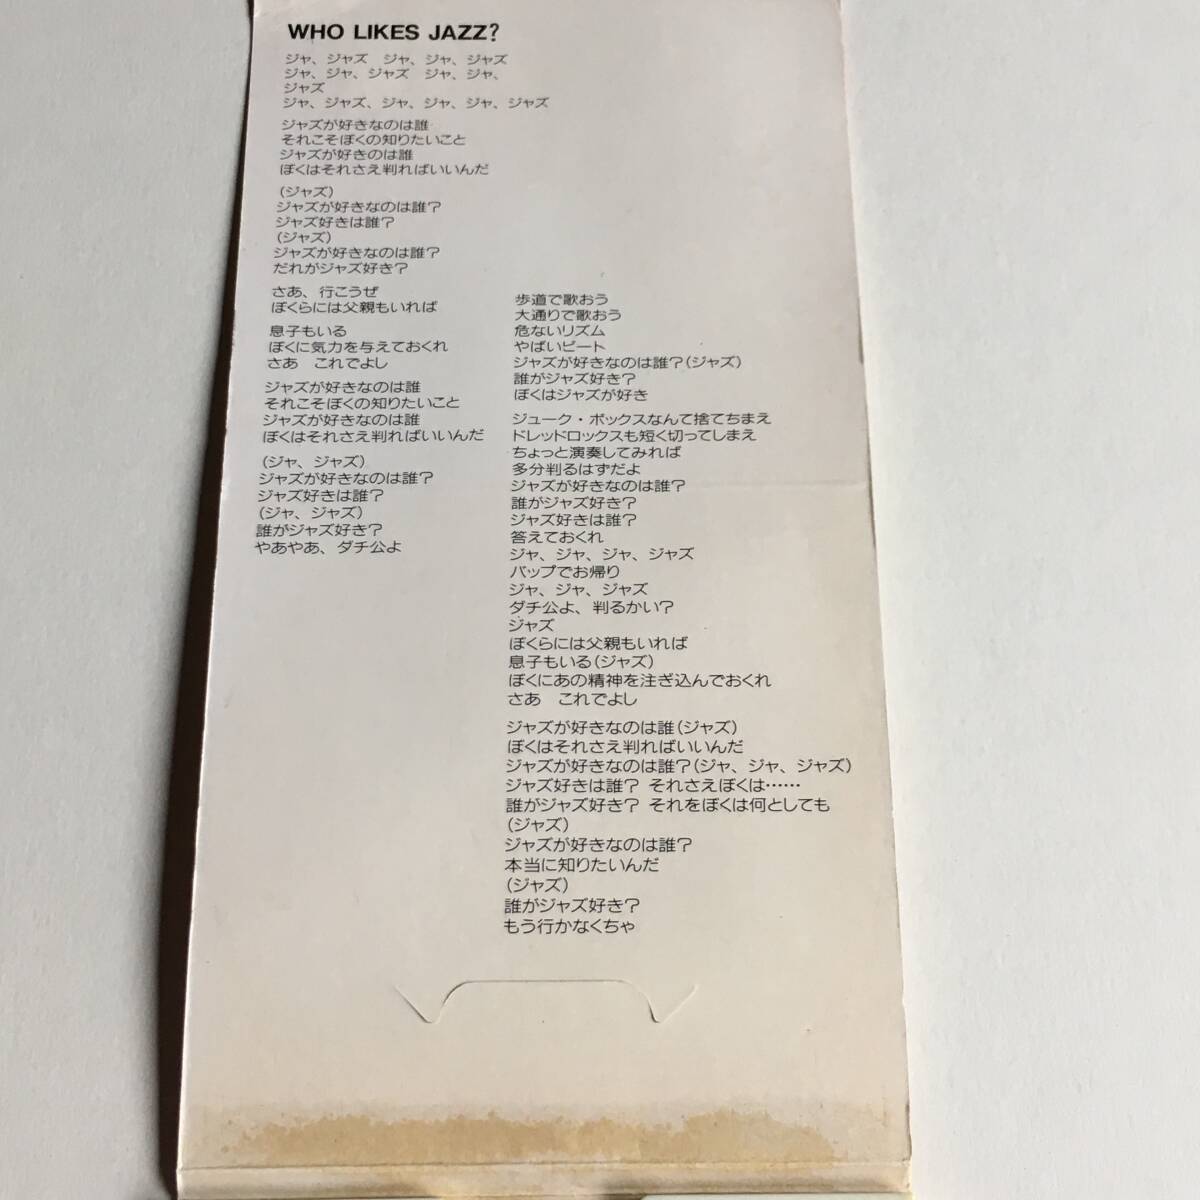 WHO LIKES JAZZ?
ジャ、ジャズ　ジャ、ジャ、ジャズ
ジャ、ジャ、ジャズ　ジャ、ジャ、
ジャズ
ジャ、ジャズ、ジャ、ジャ、ジャ、ジャズ
ジャズが好きなのは誰
それこそぼくの知りたいこと
ジャズが好きのは誰
ぼくはそれさえ判ればいいんだ
(ジャズ)
ジャズが好きなのは誰?
ジャズ好きは誰?
(ジャズ)
ジャズが好きなのは誰?
だれがジャズ好き?
さあ、行こうぜ
ぼくらには父親もいれば
息子もいる
ぼくに気力を与えておくれ
さあ　これでよし
ジャズが好きなのは誰
それこそぼくの知りたいこと
ジャズが好きなのは誰
ぼくはそれさえ判ればいいんだ
(ジャ、ジャズ)
ジャズが好きなのは誰?
ジャズ好きは誰?
(ジャ、ジャズ)
誰がジャズ好き?
やあやあ、ダチ公よ
歩道で歌おう
大通りで歌おう
危ないリズム
やばいビート
ジャズが好きなのは誰?(ジャズ)
誰がジャズ好き?
ぼくはジャズが好き
ジューク・ボックスなんて捨てちまえ
ドレッドロックスも短く切ってしまえ
ちょっと演奏してみれば
多分判るはずだよ
ジャズが好きなのは誰?
誰がジャズ好き?
ジャズ好きは誰?
答えておくれ
ジャ、ジャ、ジャ、ジャズ
バップでお帰り
ジャ、ジャ、ジャズ
ダチ公よ、判るかい?
ジャズ
ぼくらには父親もいれば
息子もいる(ジャズ)
ぼくにあの精神を注ぎ込んでおくれ
さあ　これでよし
ジャズが好きなのは誰(ジャズ)
ぼくはそれさえ判ればいいんだ
ジャズが好きなのは誰?(ジャ、ジャ、ジャズ)
ジャズ好きは誰? それさえぼくは……
誰がジャズ好き? それをぼくは何としても
(ジャズ)
ジャズが好きなのは誰?
本当に知りたいんだ
(ジャズ)
誰がジャズ好き?
もう行かなくちゃ